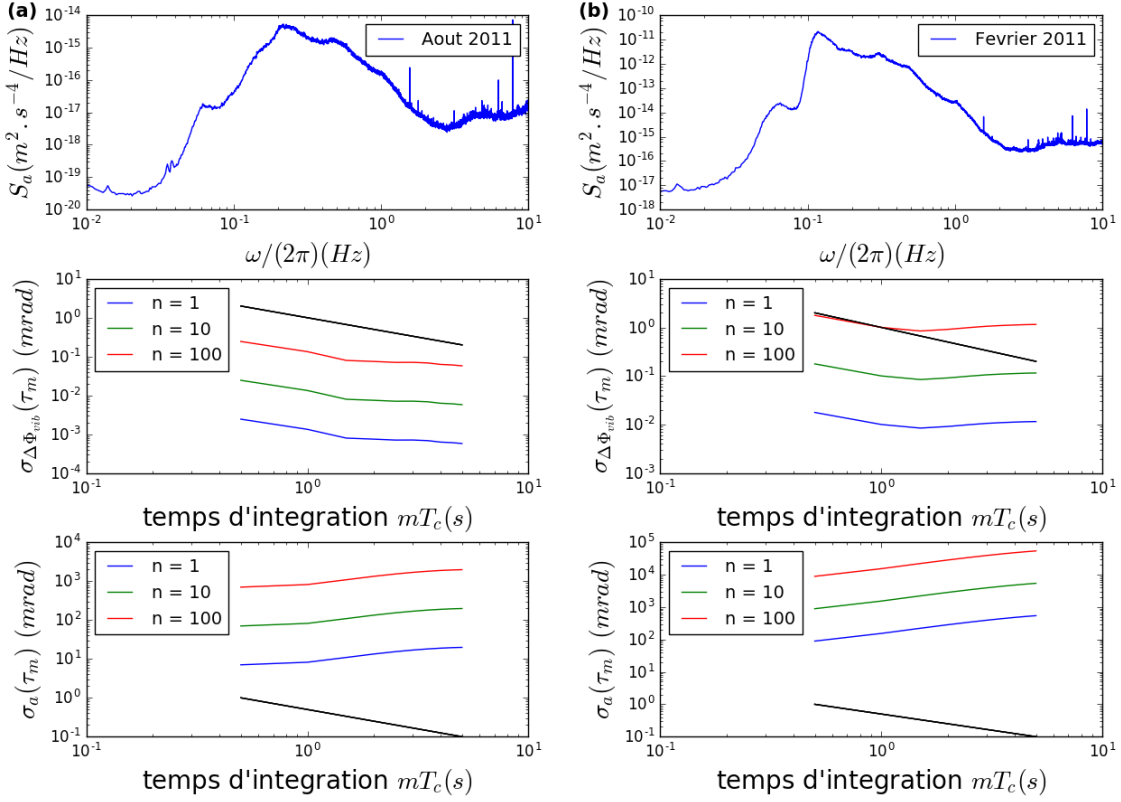 (a)
10^-14
10^-15
10^-16
10^-17
10^-18
10^-19
10^-20
S_a(m^2.s^-4/Hz)
Aout 2011
10^-2
10^-1
10^0
10^1
ω/(2π)(Hz)
(b)
10^-10
10^-11
10^-12
10^-13
10^-14
10^-15
10^-16
10^-17
10^-18
S_a(m^2.s^-4/Hz)
Fevrier 2011
10^-2
10^-1
10^0
10^1
ω/(2π)(Hz)
10^1
10^0
10^-1
10^-2
10^-3
10^-4
σ_ΔΦ_vib(τ_m) (mrad)
n = 1
n = 10
n = 100
10^-1
10^0
10^1
temps d'integration mT_c(s)
10^1
10^0
10^-1
10^-2
10^-3
σ_ΔΦ_vib(τ_m) (mrad)
n = 1
n = 10
n = 100
10^-1
10^0
10^1
temps d'integration mT_c(s)
10^4
10^3
10^2
10^1
10^0
10^-1
σ_a(τ_m) (mrad)
n = 1
n = 10
n = 100
10^-1
10^0
10^1
temps d'integration mT_c(s)
10^5
10^4
10^3
10^2
10^1
10^0
10^-1
σ_a(τ_m) (mrad)
n = 1
n = 10
n = 100
10^-1
10^0
10^1
temps d'integration mT_c(s)